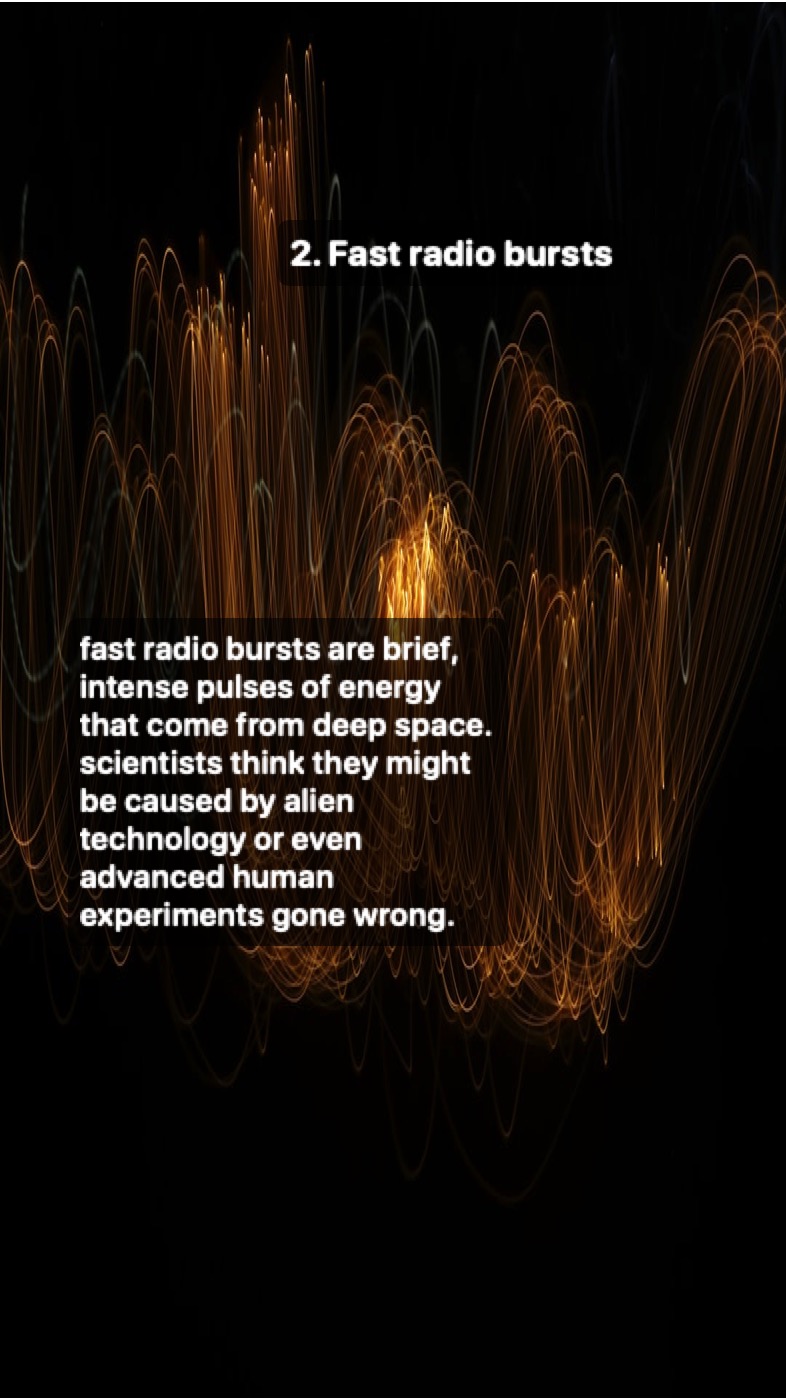 2. Fast radio bursts
fast radio bursts are brief,
intense pulses of energy
that come from deep space.
scientists think they might
be caused by alien
technology or even
advanced human
experiments gone wrong.